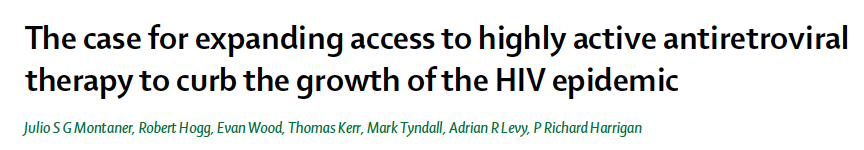 The case for expanding access to highly active antiretroviral
therapy to curb the growth of the HIV epidemic
Julio S G Montaner, Robert Hogg, Evan Wood, Thomas Kerr, Mark Tyndall, Adrian R Levy, P Richard Harrigan